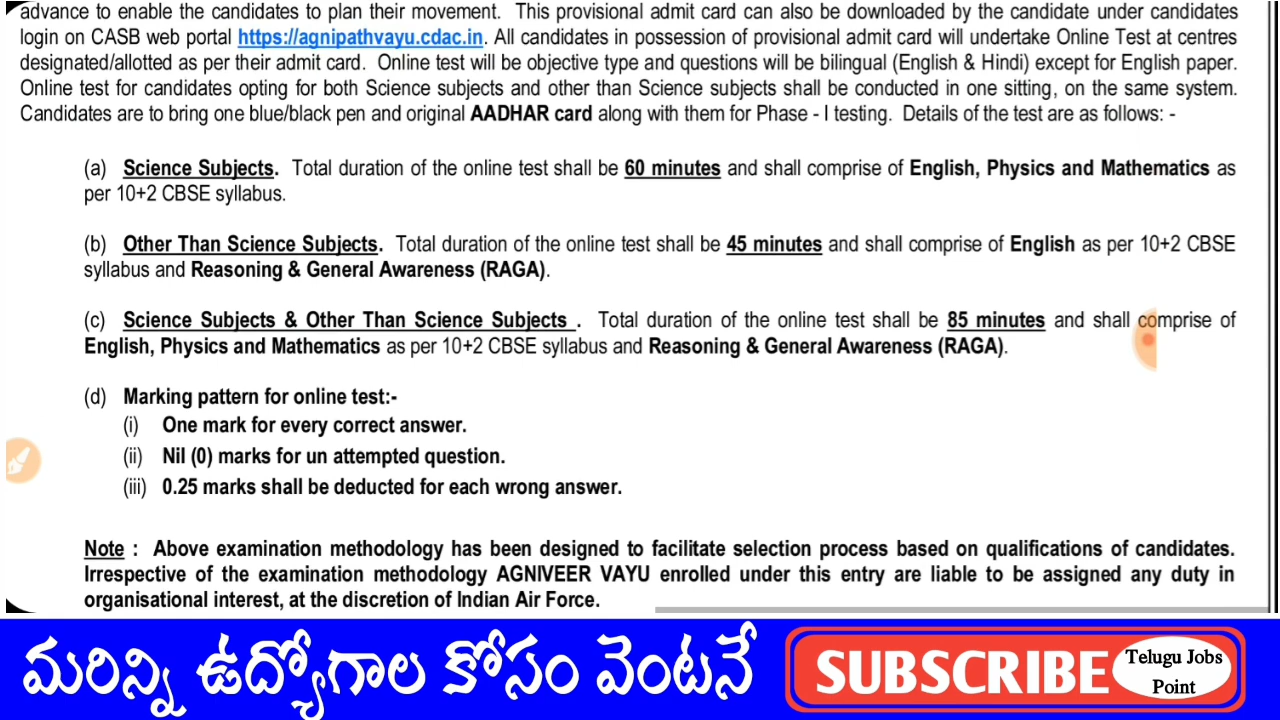 advance to enable the candidates to plan their movement. This provisional admit card can also be downloaded by the candidate under candidates
login on CASB web portal https://agnipathvayu.cdac.in. All candidates in possession of provisional admit card will undertake Online Test at centres
designated/allotted as per their admit card. Online test will be objective type and questions will be bilingual (English & Hindi) except for English paper.
Online test for candidates opting for both Science subjects and other than Science subjects shall be conducted in one sitting, on the same system.
Candidates are to bring one blue/black pen and original AADHAR card along with them for Phase - I testing. Details of the test are as follows: -
(a) Science Subjects. Total duration of the online test shall be 60 minutes and shall comprise of English, Physics and Mathematics as
per 10+2 CBSE syllabus.
(b) Other Than Science Subjects. Total duration of the online test shall be 45 minutes and shall comprise of English as per 10+2 CBSE
syllabus and Reasoning & General Awareness (RAGA).
(c) Science Subjects & Other Than Science Subjects . Total duration of the online test shall be 85 minutes and shall comprise of
English, Physics and Mathematics as per 10+2 CBSE syllabus and Reasoning & General Awareness (RAGA).
(d) Marking pattern for online test:-
(i) One mark for every correct answer.
(ii) Nil (0) marks for un attempted question.
(iii) 0.25 marks shall be deducted for each wrong answer.
Note : Above examination methodology has been designed to facilitate selection process based on qualifications of candidates.
Irrespective of the examination methodology AGNIVEER VAYU enrolled under this entry are liable to be assigned any duty in
organisational interest, at the discretion of Indian Air Force.
మరిన్ని ఉద్యోగాల కోసం వెంటనే SUBSCRIBE Telugu Jobs
Point